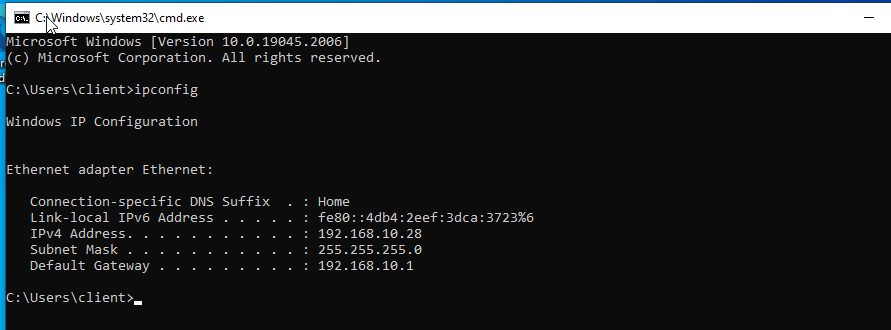 C:\Windows\system32\cmd.exe
Microsoft Windows [Version 10.0.19045.2006]
(c) Microsoft Corporation. All rights reserved.
C:\Users\client>ipconfig
Windows IP Configuration
Ethernet adapter Ethernet:
Connection-specific DNS Suffix  . : Home
Link-local IPv6 Address . . . . . : fe80::4db4:2eef:3dca:3723%6
IPv4 Address. . . . . . . . . . . : 192.168.10.28
Subnet Mask . . . . . . . . . . . : 255.255.255.0
Default Gateway . . . . . . . . . : 192.168.10.1
C:\Users\client>